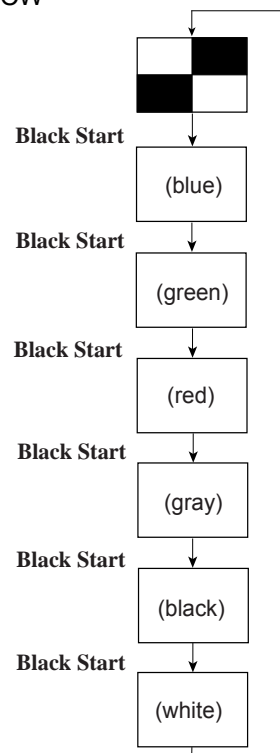 Black Start
(blue)
Black Start
(green)
Black Start
(red)
Black Start
(gray)
Black Start
(black)
Black Start
(white)